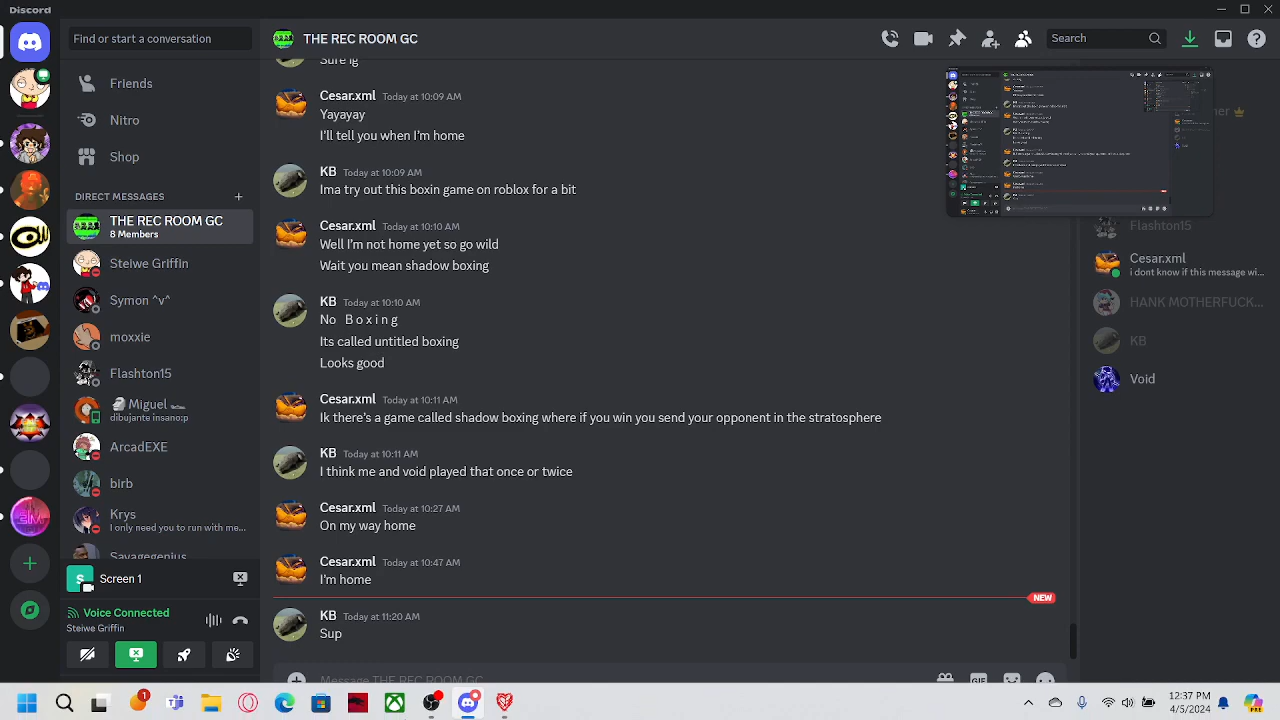 Discord
Find or start a conversation
THE REC ROOM GC
Search
Friends
Nitro
Shop
DIRECT MESSAGES
THE REC ROOM GC
8 Members
Steiwe Griffin
Symon ^v^
moxxie
Flashton15
Miguel
dibujante insano
ArcadEXE
birb
Krys
I only need you to run with me...
Savagegenius
Screen 1
Voice Connected
Steiwe Griffin
Sure ig
Cesar.xml Today at 10:09 AM
Yayayay
I'll tell you when I'm home
KB Today at 10:09 AM
Imma try out this boxin game on roblox for a bit
Cesar.xml Today at 10:10 AM
Well I'm not home yet so go wild
Wait you mean shadow boxing
KB Today at 10:10 AM
No B o x i n g
Its called untitled boxing
Looks good
Cesar.xml Today at 10:11 AM
Ik there's a game called shadow boxing where if you win you send your opponent in the stratosphere
KB Today at 10:11 AM
I think me and void played that once or twice
Cesar.xml Today at 10:27 AM
On my way home
Cesar.xml Today at 10:47 AM
I'm home
NEW
KB Today at 11:20 AM
Sup
Message THE REC ROOM GC
GIF
Flashton15
Cesar.xml
i dont know if this message wi...
HANK MOTHERFUCK...
KB
Void
12:37 PM
4/5/2024